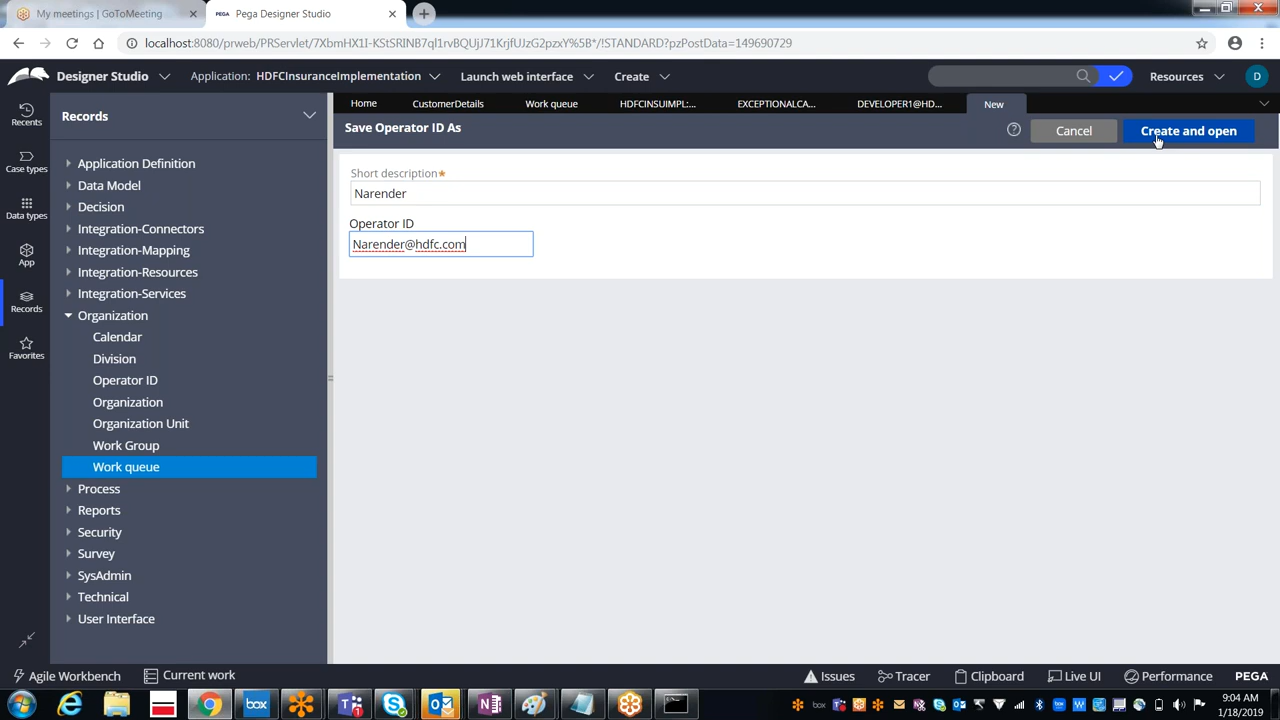 My meetings | GoToMeeting
PEGA Pega Designer Studio
localhost:8080/prweb/PRServlet/7XbmHX1I-KStSRINB7ql1rvBQUjJ71KrjfUJzG2pzxY%5B*/!STANDARD?pzPostData=149690729
Designer Studio Application: HDFCInsuranceImplementation Launch web interface Create Resources D
Home CustomerDetails Work queue HDFCINSUIMPL:... EXCEPTIONALCA... DEVELOPER1@HD... New
Recents
Case types
Data types
App
Records
Favorites
Records
Application Definition
Data Model
Decision
Integration-Connectors
Integration-Mapping
Integration-Resources
Integration-Services
Organization
Calendar
Division
Operator ID
Organization
Organization Unit
Work Group
Work queue
Process
Reports
Security
Survey
SysAdmin
Technical
User Interface
Save Operator ID As
Cancel Create and open
Short description*
Narender
Operator ID
Narender@hdfc.com
Agile Workbench Current work Issues Tracer Clipboard Live UI Performance PEGA
box
box
9:04 AM
1/18/2019